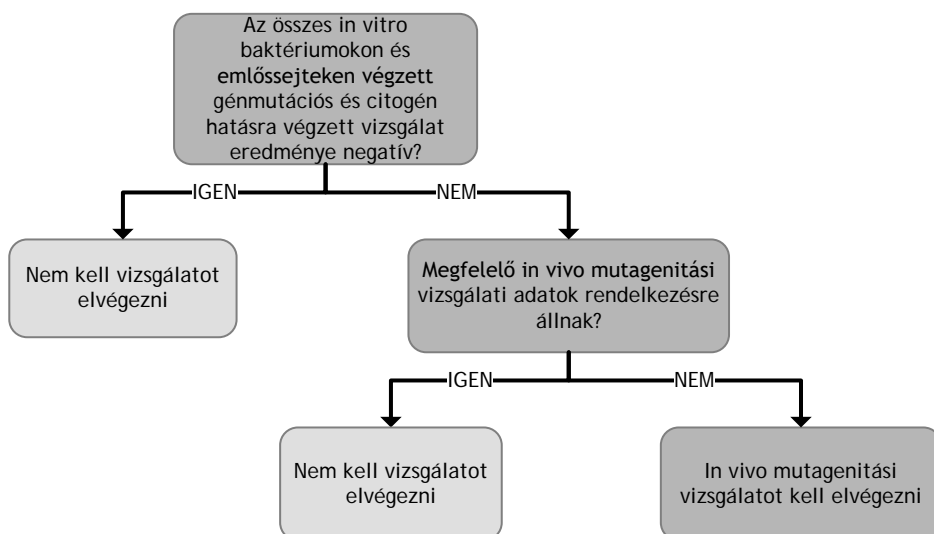 Az összes in vitro
baktériumokon és
emlőssejteken végzett
génmutációs és citogén
hatásra végzett vizsgálat
eredménye negatív?
IGEN
NEM
Nem kell vizsgálatot
elvégezni
Megfelelő in vivo mutagenitási
vizsgálati adatok rendelkezésre
állnak?
IGEN
NEM
Nem kell vizsgálatot
elvégezni
In vivo mutagenitási
vizsgálatot kell elvégezni